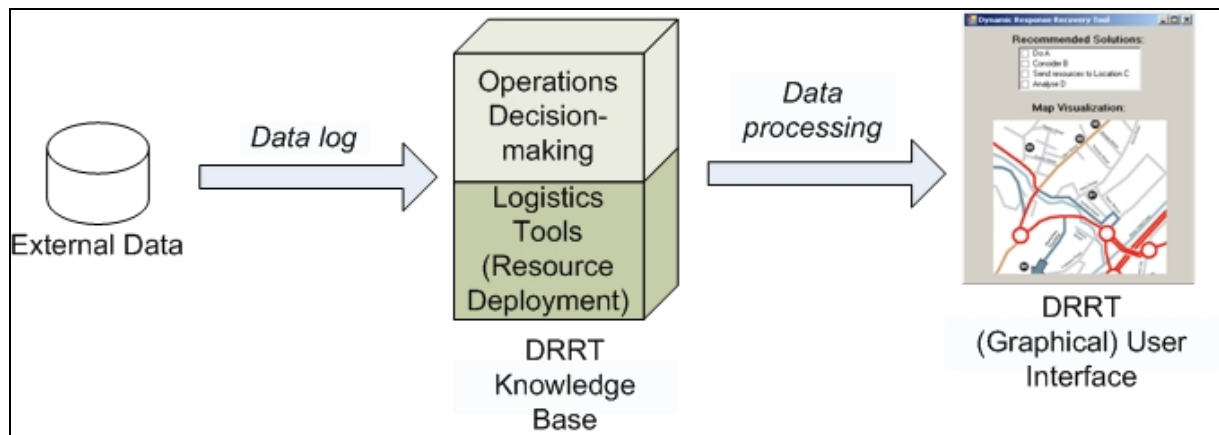 External Data
Data log
Operations
Decision-
making
Logistics
Tools
(Resource
Deployment)
DRRT
Knowledge
Base
Data
processing
Dynamic Response Recovery Tool
Recommended Solutions:
Do A
Consider B
Send resources to Location C
Analyse D
Map Visualization:
DRRT
(Graphical) User
Interface